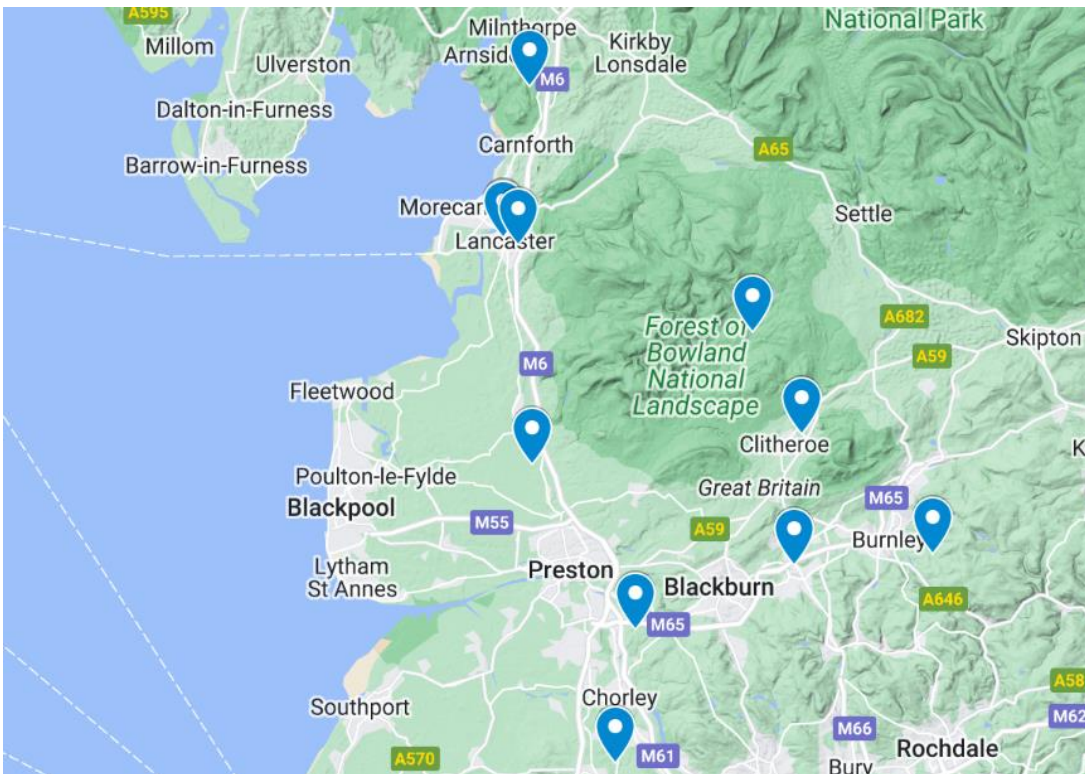 A595
National Park
Millom
Milnthorpe
Kirkby
Lonsdale
Ulverston
M6
Dalton-in-Furness
Carnforth
A65
Barrow-in-Furness
Settle
Lancaster
A682
Forest of
Bowland
National
Landscape
Skipton
A59
M6
Fleetwood
Clitheroe
K
Poulton-le-Fylde
Great Britain
M65
Blackpool
M55
A59
Burnley
Lytham
St Annes
Preston
Blackburn
A646
M65
Chorley
A58
Southport
M62
M66
A570
M61
Rochdale
Bury